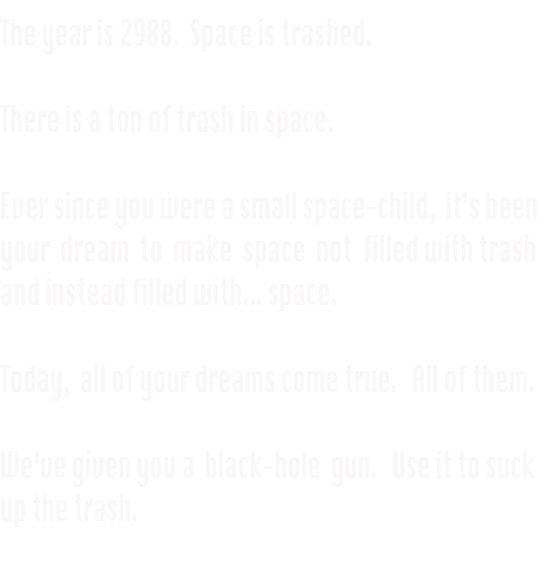 The year is 2988. Space is trashed.
There is a ton of trash in space.
Ever since you were a small space-child, it's been
your dream to make space not filled with trash
and instead filled with... space.
Today, all of your dreams come true. All of them.
We've given you a black-hole gun. Use it to suck
up the trash.